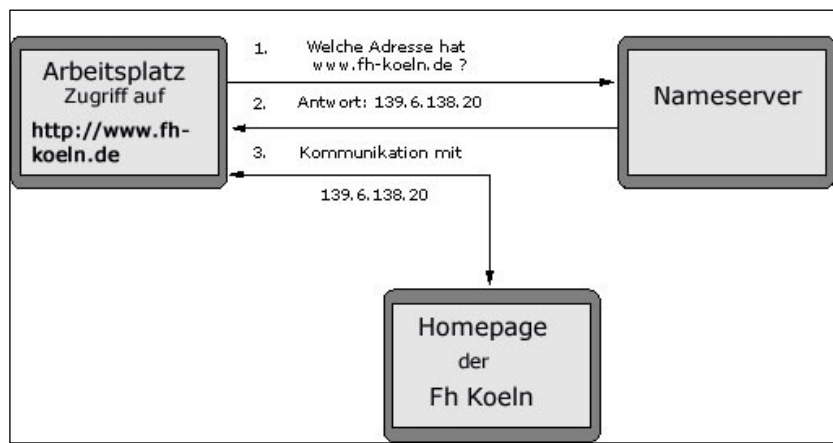 Arbeitsplatz
Zugriff auf
http://www.fh-
koeln.de
1. Welche Adresse hat
www.fh-koeln.de ?
2. Antwort: 139.6.138.20
3. Kommunikation mit
139.6.138.20
Nameserver
Homepage
der
Fh Koeln